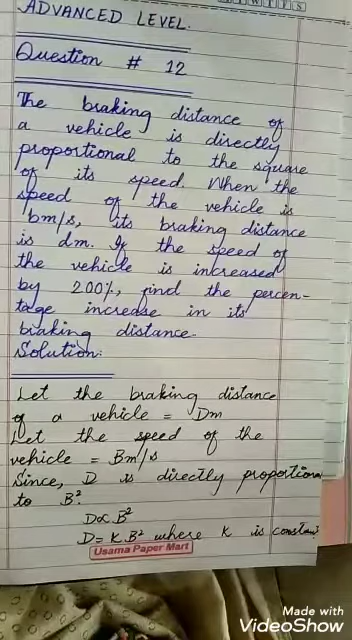 ADVANCED LEVEL.
Question # 12
The braking distance of
a vehicle is directly
proportional to the square
of its speed. When the
speed of the vehicle is
bm/s, its braking distance
is dm. If the speed of
the vehicle is increased
by 200%, find the percen-
tage increase in its
braking distance.
Solution:
Let the braking distance
of a vehicle = Dm
Let the speed of the
vehicle = Bm/s
Since, D is directly proportional
to B².
D∝B²
D=KB² where K is constant
Usama Paper Mart
Made with
VideoShow